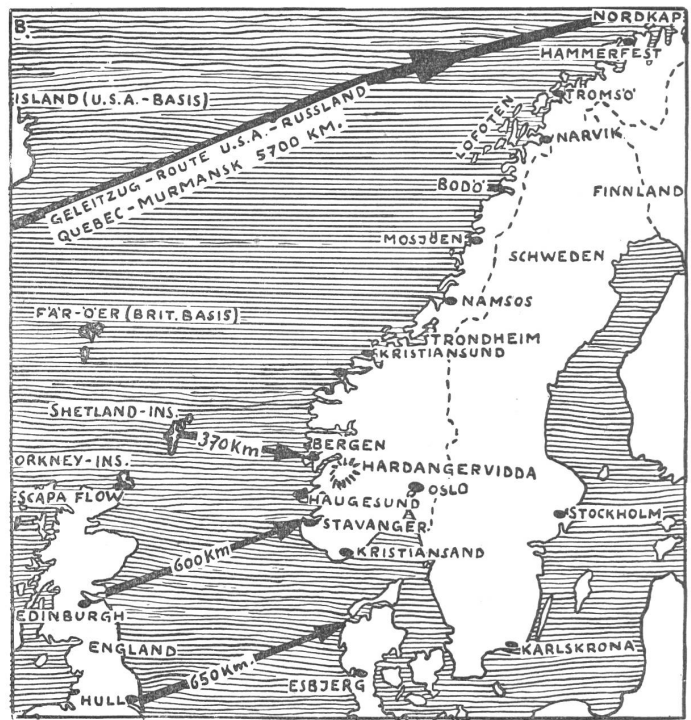 B.
NORDKAP
HAMMERFEST
ISLAND (U.S.A.-BASIS)
TROMSÖ
LOFOTEN
NARVIK
GELEITZUG-ROUTE U.S.A.-RUSSLAND
QUEBEC-MURMANSK 5700 KM.
BODÖ
FINNLAND
MOSJÖEN
SCHWEDEN
NAMSOS
FÄR-ÖER (BRIT. BASIS)
STRONDHEIM
KRISTIANSUND
SHETLAND-INS.
370 Km
BERGEN
ORKNEY-INS.
HARDANGERVIDDA
SCAPA FLOW
OSLO
HAUGESUND
STOCKHOLM
STAVANGER
600 Km
KRISTIANSAND
EDINBURGH
ENGLAND
KARLSKRONA
650 Km.
ESBJERG
HULL